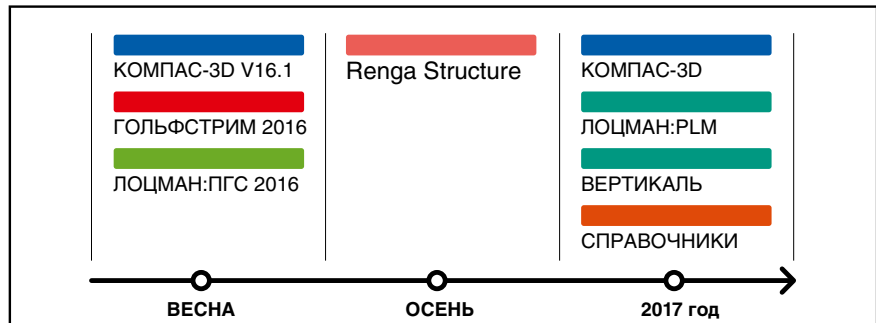 КОМПАС-3D V16.1
ГОЛЬФСТРИМ 2016
ЛОЦМАН:ПГС 2016
Renga Structure
КОМПАС-3D
ЛОЦМАН:PLM
ВЕРТИКАЛЬ
СПРАВОЧНИКИ
ВЕСНА
ОСЕНЬ
2017 год